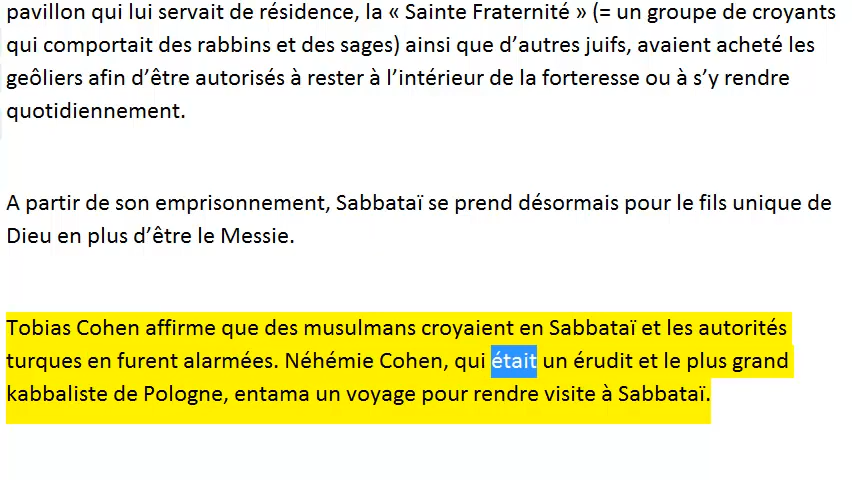 pavillon qui lui servait de résidence, la « Sainte Fraternité » (= un groupe de croyants
qui comportait des rabbins et des sages) ainsi que d’autres juifs, avaient acheté les
geôliers afin d’être autorisés à rester à l’intérieur de la forteresse ou à s’y rendre
quotidiennement.
A partir de son emprisonnement, Sabbataï se prend désormais pour le fils unique de
Dieu en plus d’être le Messie.
Tobias Cohen affirme que des musulmans croyaient en Sabbataï et les autorités
turques en furent alarmées. Néhémie Cohen, qui était un érudit et le plus grand
kabbaliste de Pologne, entama un voyage pour rendre visite à Sabbataï.